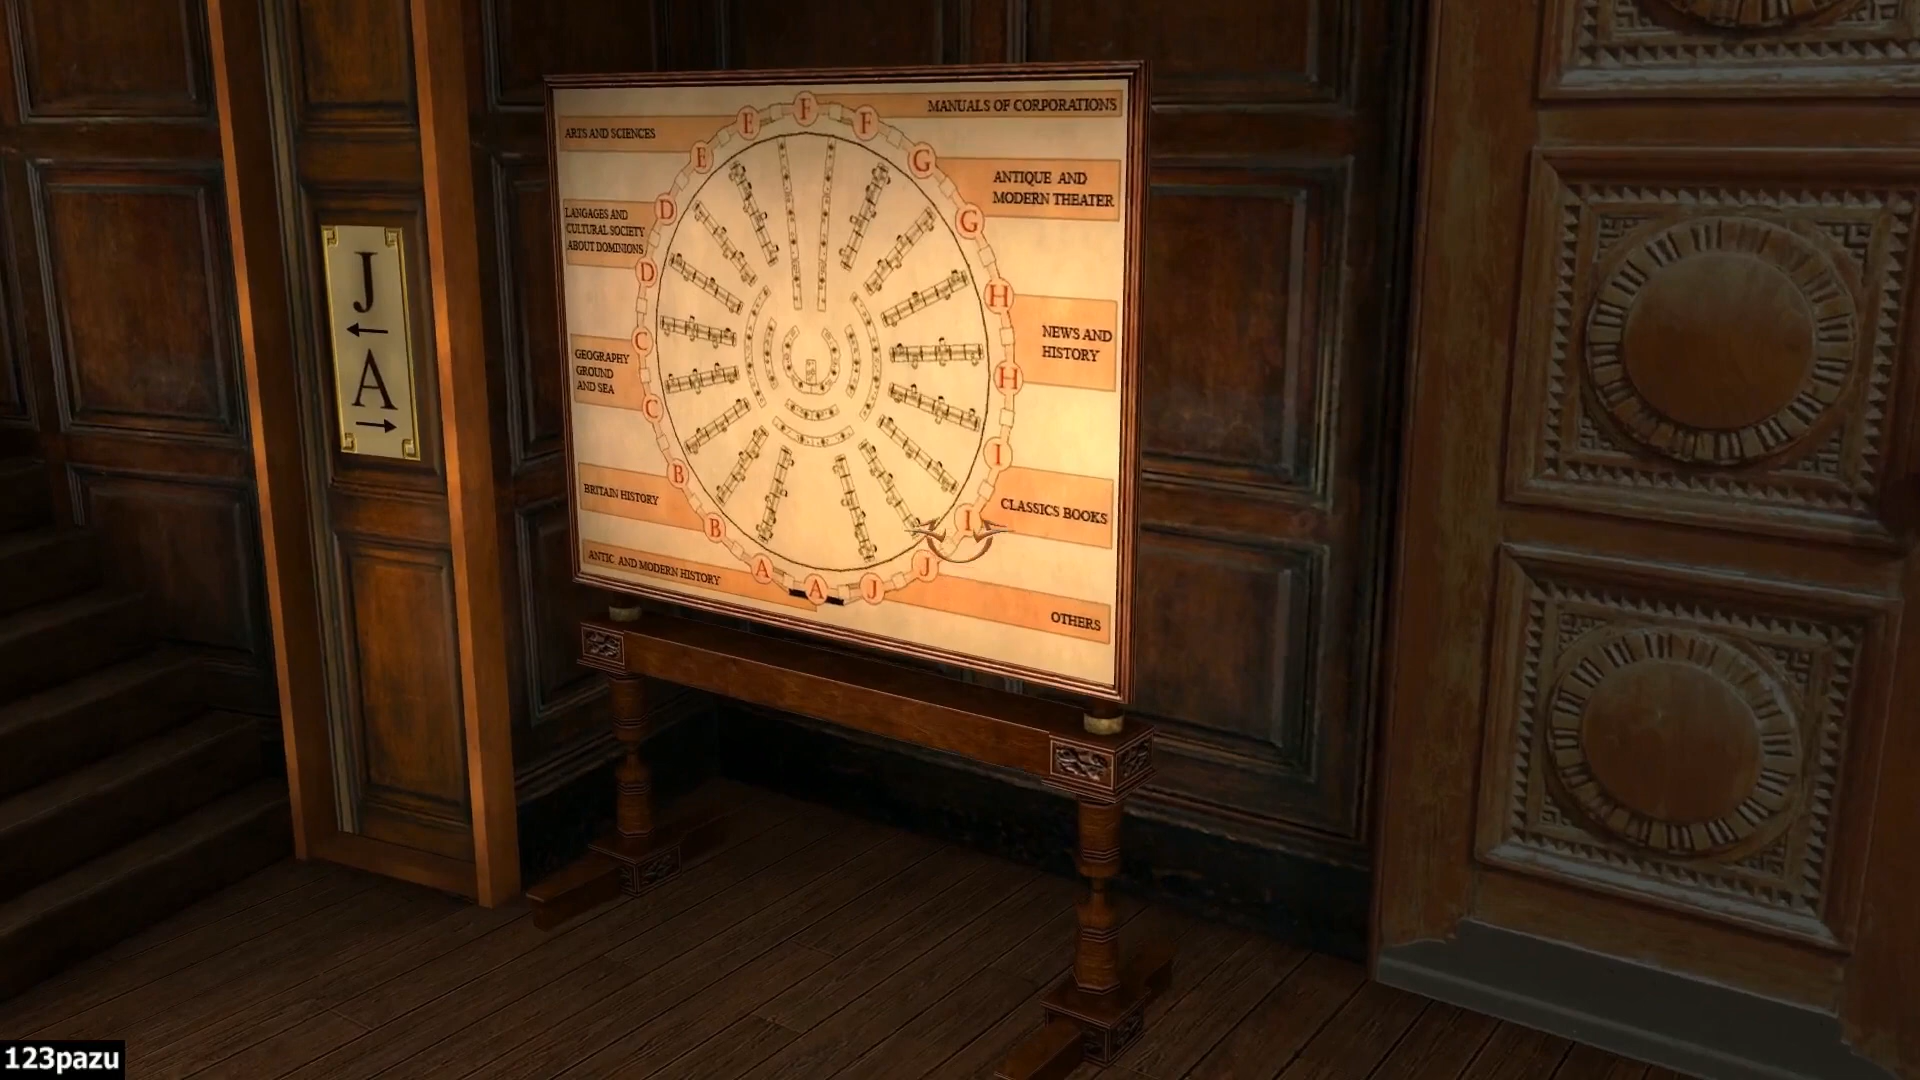 MANUALS OF CORPORATIONS
ARTS AND SCIENCES
ANTIQUE AND
MODERN THEATER
LANGAGES AND
CULTURAL SOCIETY
ABOUT DOMINIONS
NEWS AND
HISTORY
GEOGRAPHY
GROUND
AND SEA
BRITAIN HISTORY
CLASSICS BOOKS
ANTIC AND MODERN HISTORY
OTHERS
F
F
G
G
H
H
I
I
J
J
A
A
B
B
C
C
D
D
E
E
J
←
A
→
123pazu